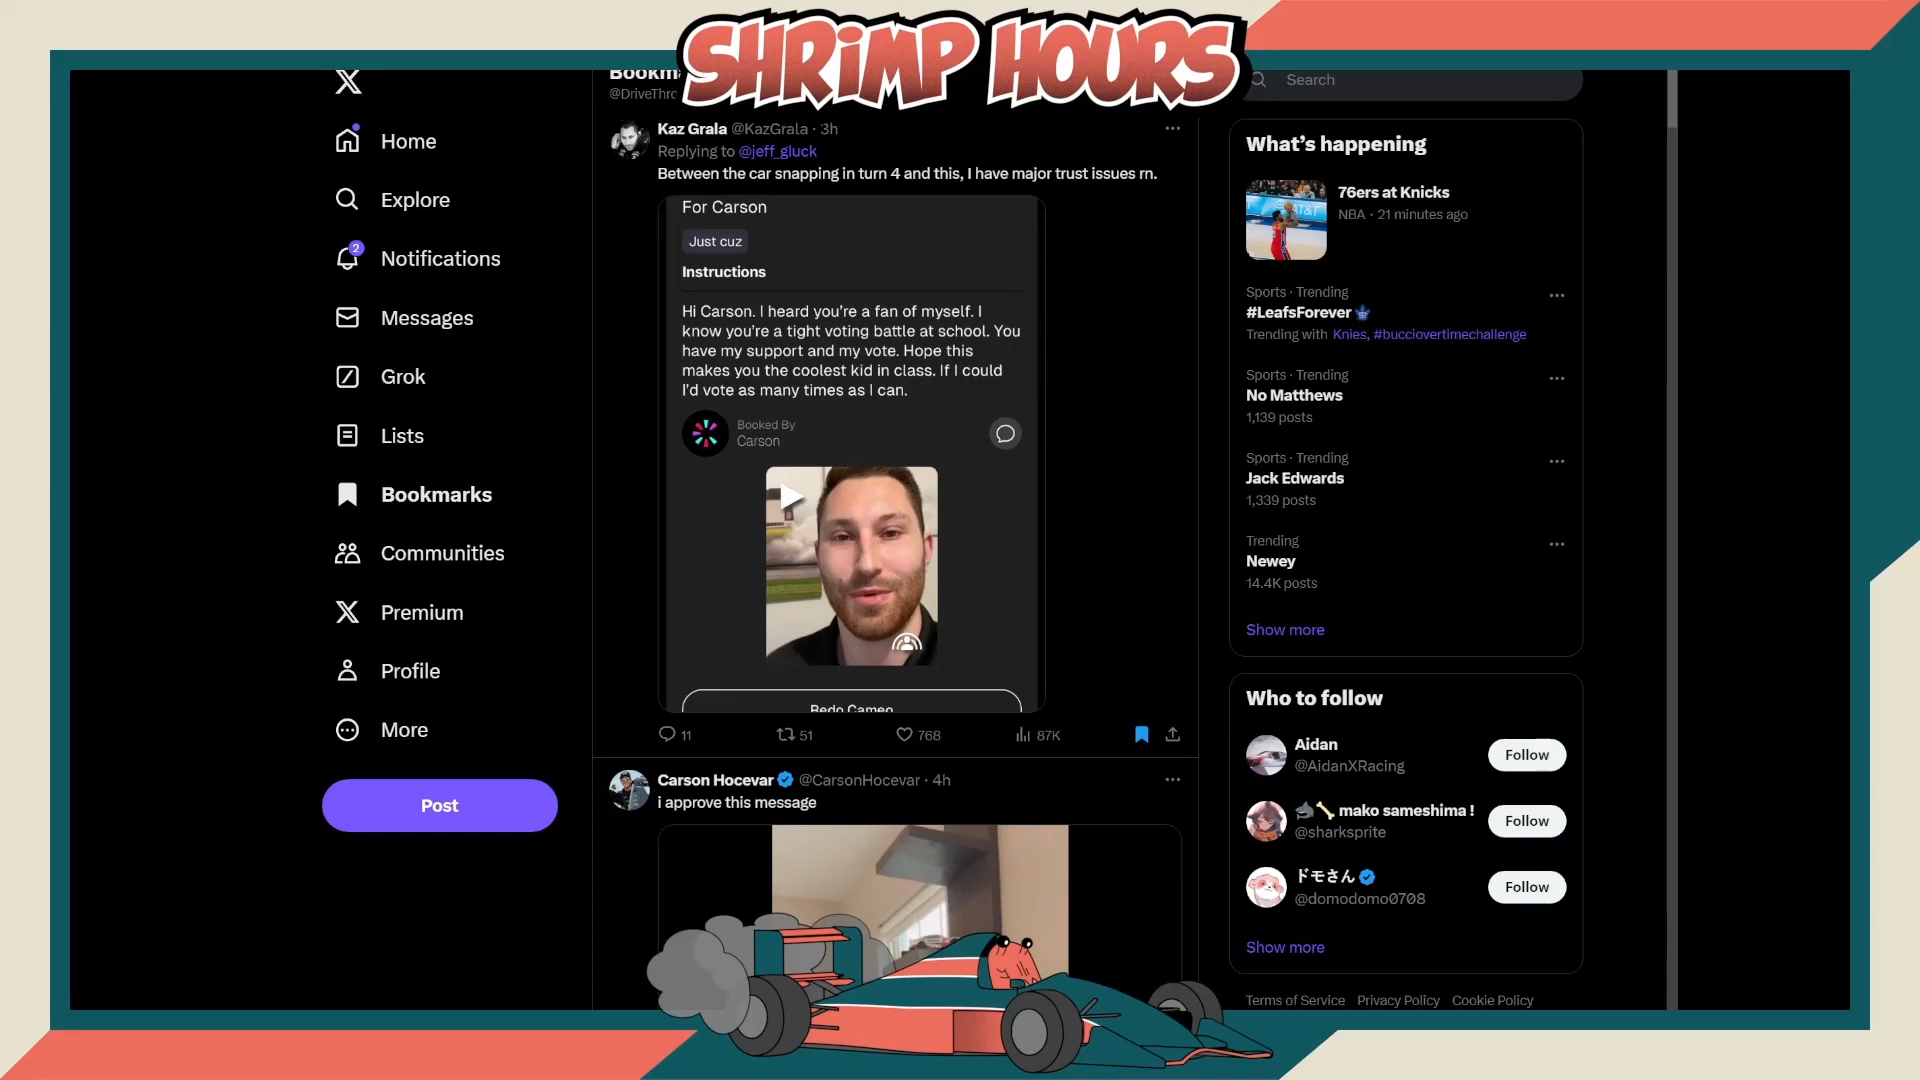 SHRIMP HOURS
Home
Explore
2
Notifications
Messages
Grok
Lists
Bookmarks
Communities
Premium
Profile
More
Post
@DriveThro
Kaz Grala @KazGrala · 3h
Replying to @jeff_gluck
Between the car snapping in turn 4 and this, I have major trust issues rn.
For Carson
Just cuz
Instructions
Hi Carson. I heard you're a fan of myself. I
know you're a tight voting battle at school. You
have my support and my vote. Hope this
makes you the coolest kid in class. If I could
I'd vote as many times as I can.
Booked By
Carson
Redo Cameo
11
51
768
87K
Carson Hocevar @CarsonHocevar · 4h
i approve this message
Search
What's happening
AT&T
76ers at Knicks
NBA · 21 minutes ago
Sports · Trending
#LeafsForever
Trending with Knies, #bucciovertimechallenge
Sports · Trending
No Matthews
1,139 posts
Sports · Trending
Jack Edwards
1,339 posts
Trending
Newey
14.4K posts
Show more
Who to follow
Aidan
@AidanXRacing
Follow
mako sameshima !
@sharksprite
Follow
ドモさん
@domodomo0708
Follow
Show more
Terms of Service Privacy Policy Cookie Policy